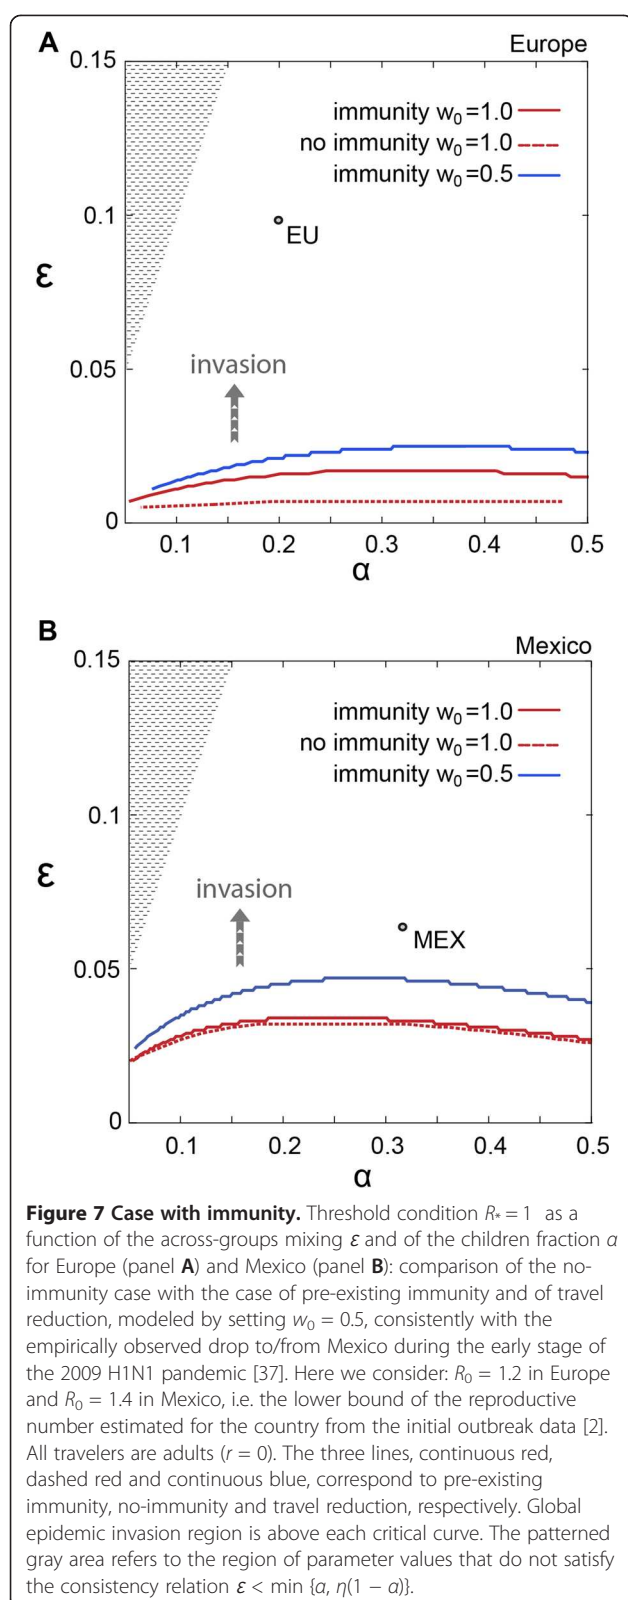 A
Europe
0.15
immunity w₀=1.0
no immunity w₀=1.0
immunity w₀=0.5
0.1
EU
ε
invasion
0.05
0
0.1 0.2 0.3 0.4 0.5
α
B
Mexico
0.15
immunity w₀=1.0
no immunity w₀=1.0
immunity w₀=0.5
0.1
ε
invasion
MEX
0.05
0
0.1 0.2 0.3 0.4 0.5
α
Figure 7 Case with immunity. Threshold condition R* = 1 as a
function of the across-groups mixing ε and of the children fraction α
for Europe (panel A) and Mexico (panel B): comparison of the no-
immunity case with the case of pre-existing immunity and of travel
reduction, modeled by setting w₀ = 0.5, consistently with the
empirically observed drop to/from Mexico during the early stage of
the 2009 H1N1 pandemic [37]. Here we consider: R₀ = 1.2 in Europe
and R₀ = 1.4 in Mexico, i.e. the lower bound of the reproductive
number estimated for the country from the initial outbreak data [2].
All travelers are adults (r = 0). The three lines, continuous red,
dashed red and continuous blue, correspond to pre-existing
immunity, no-immunity and travel reduction, respectively. Global
epidemic invasion region is above each critical curve. The patterned
gray area refers to the region of parameter values that do not satisfy
the consistency relation ε < min {α, η(1 − α)}.